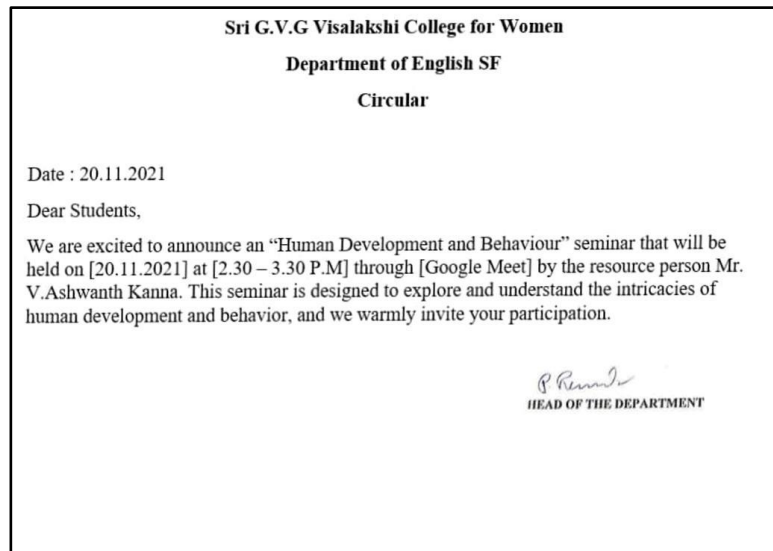 Sri G.V.G Visalakshi College for Women
Department of English SF
Circular
Date : 20.11.2021
Dear Students,
We are excited to announce an “Human Development and Behaviour” seminar that will be
held on [20.11.2021] at [2.30 – 3.30 P.M] through [Google Meet] by the resource person Mr.
V.Ashwanth Kanna. This seminar is designed to explore and understand the intricacies of
human development and behavior, and we warmly invite your participation.
HEAD OF THE DEPARTMENT